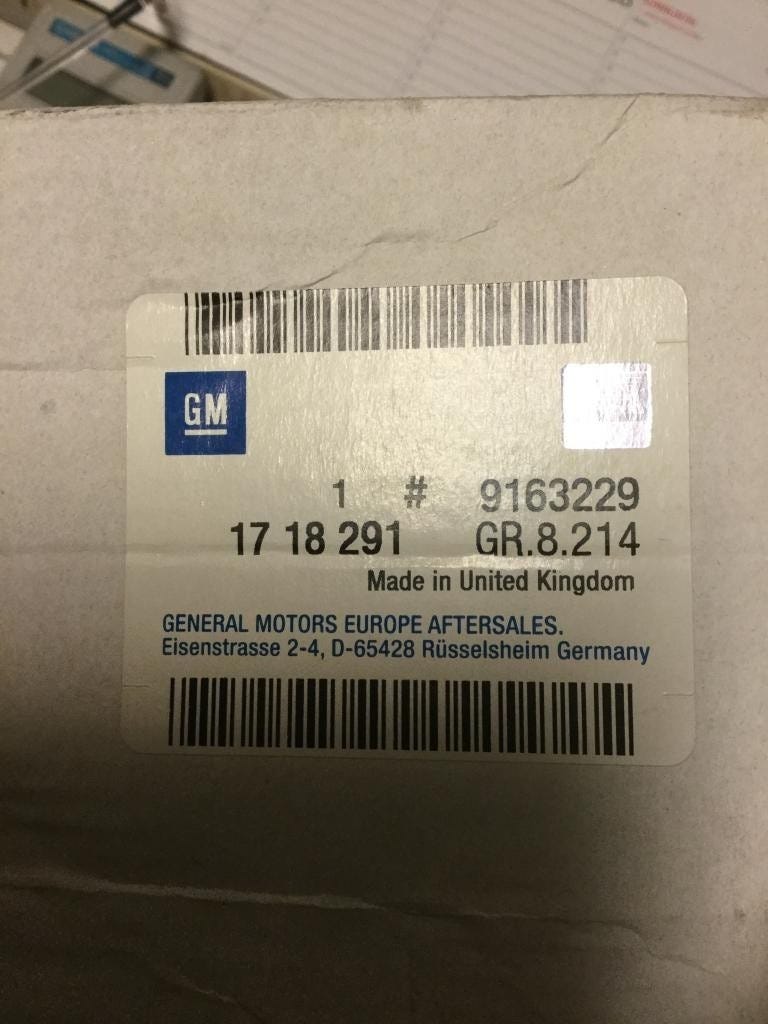 GM
1 # 9163229
17 18 291 GR.8.214
Made in United Kingdom
GENERAL MOTORS EUROPE AFTERSALES.
Eisenstrasse 2-4, D-65428 Rüsselsheim Germany